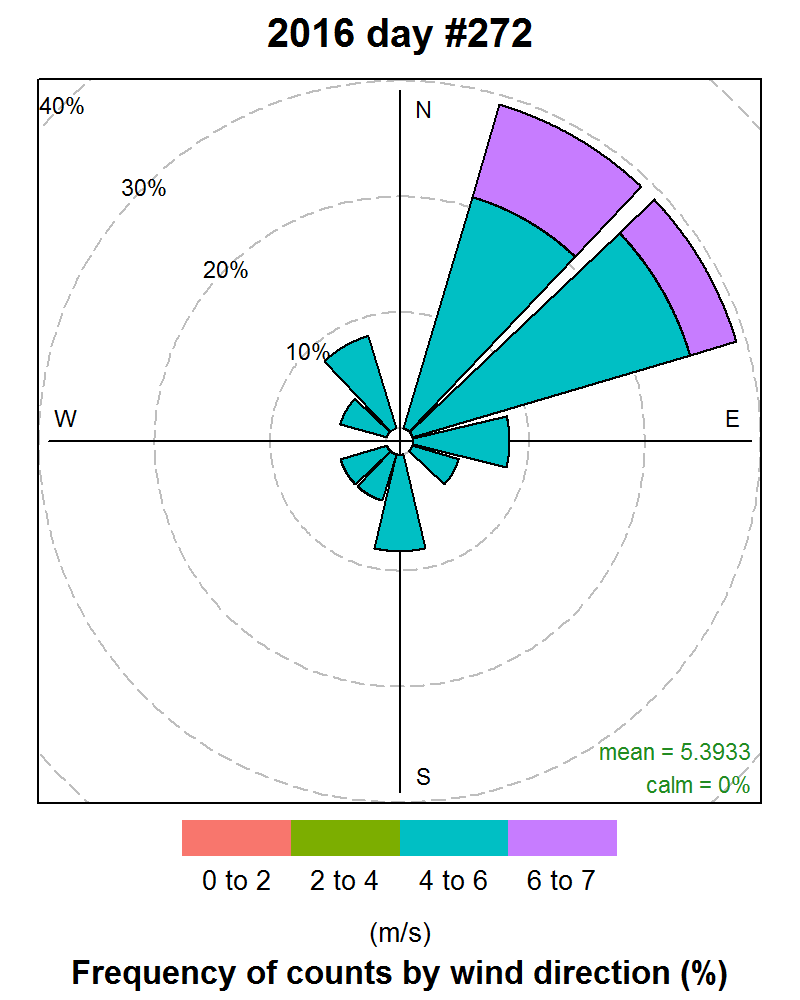 2016 day #272
40%
N
30%
20%
10%
W
E
mean = 5.3933
S
calm = 0%
0 to 2 2 to 4 4 to 6 6 to 7
(m/s)
Frequency of counts by wind direction (%)